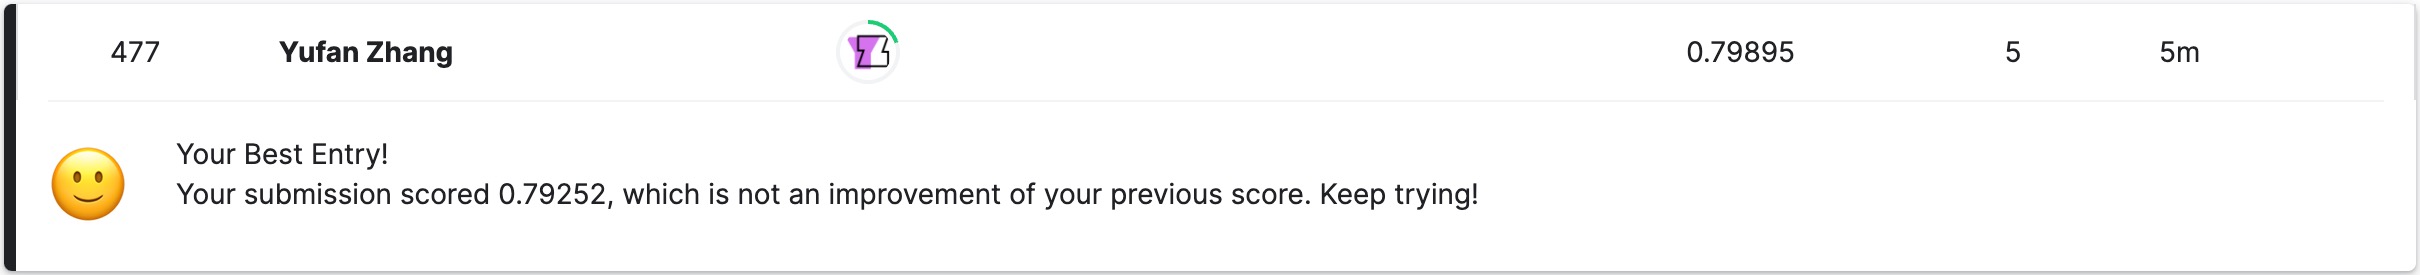 477 Yufan Zhang 0.79895 5 5m
Your Best Entry!
Your submission scored 0.79252, which is not an improvement of your previous score. Keep trying!